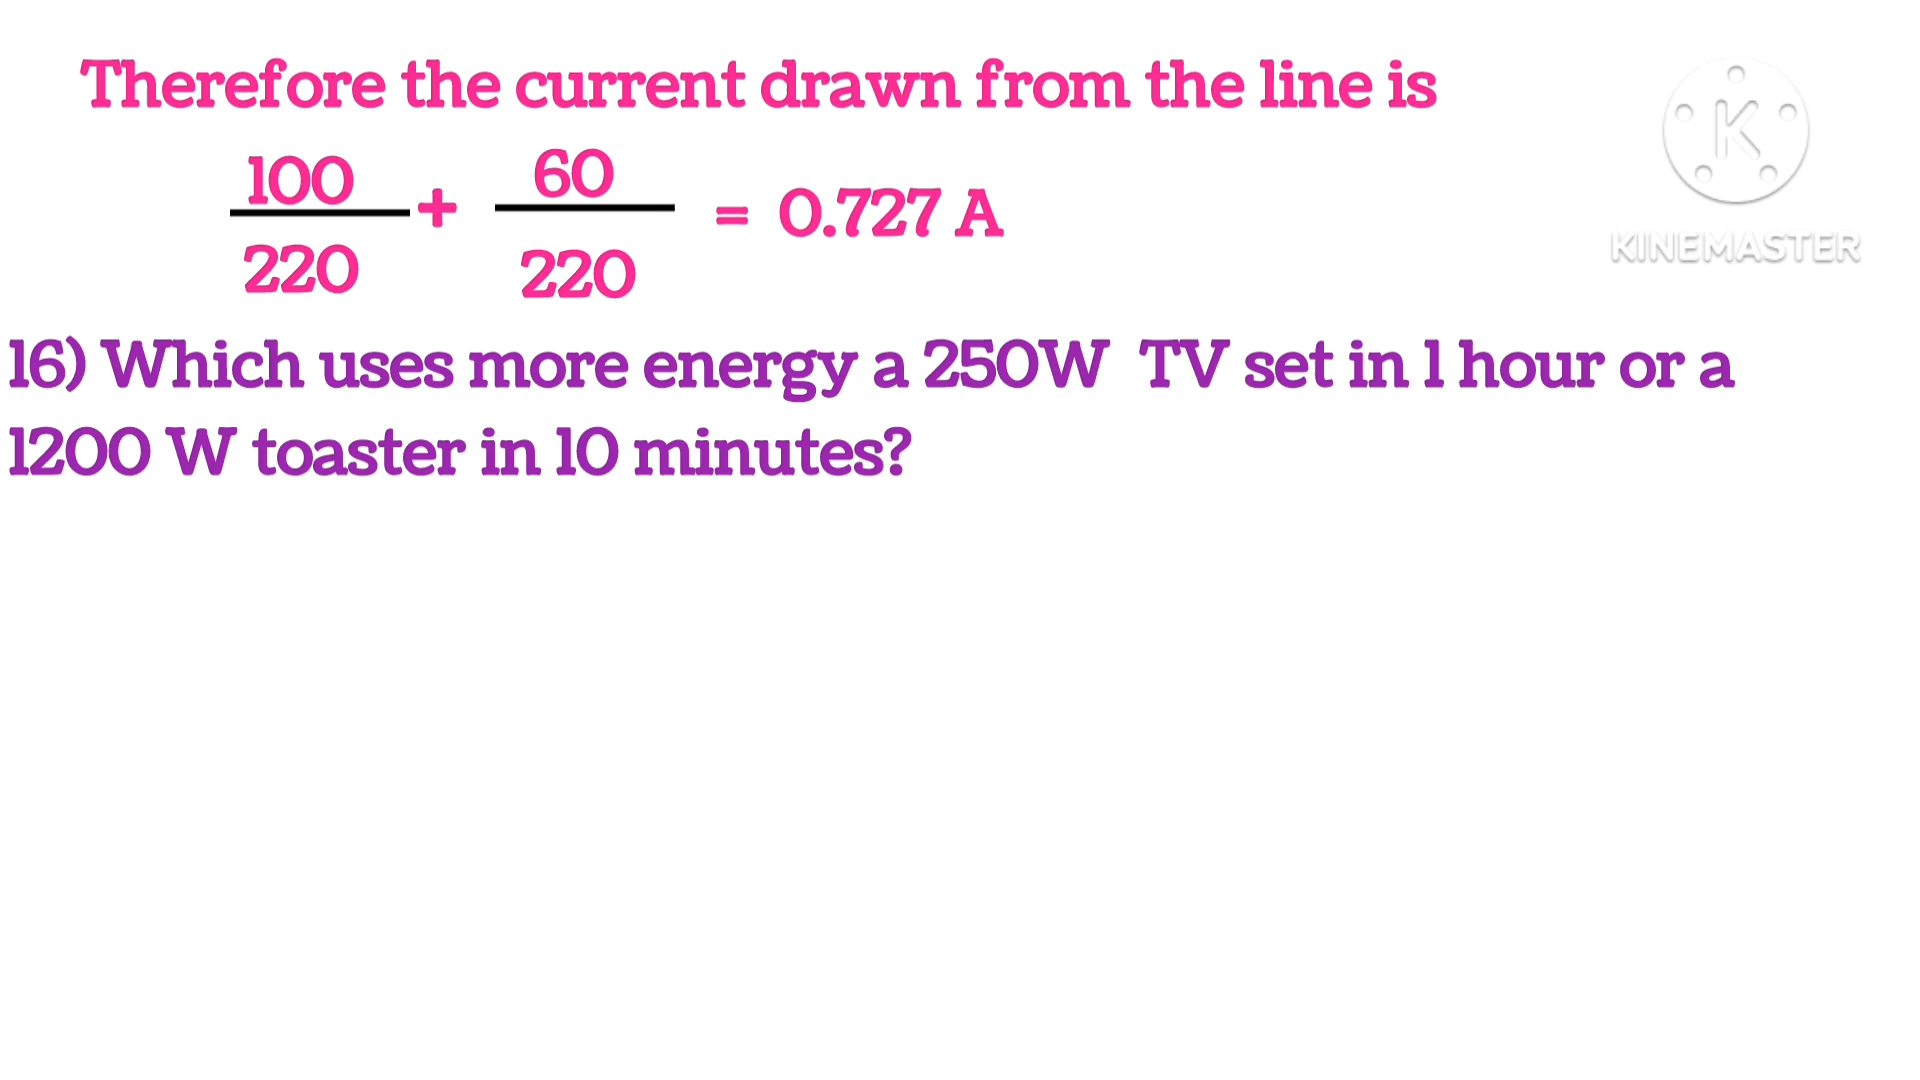 Therefore the current drawn from the line is
100/220 + 60/220 = 0.727 A
K
KINEMASTER
16) Which uses more energy a 250W TV set in 1 hour or a
1200 W toaster in 10 minutes?